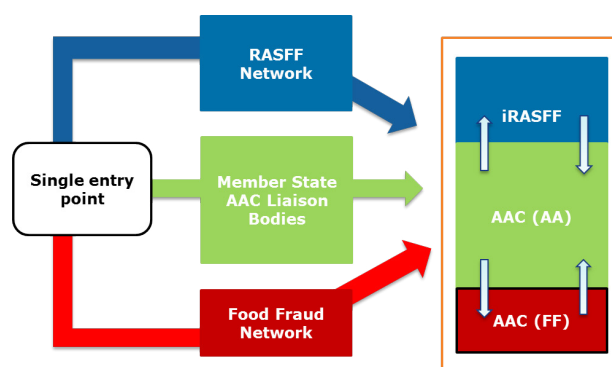 RASFF
Network
Single entry
point
Member State
AAC Liaison
Bodies
Food Fraud
Network
iRASFF
AAC (AA)
AAC (FF)